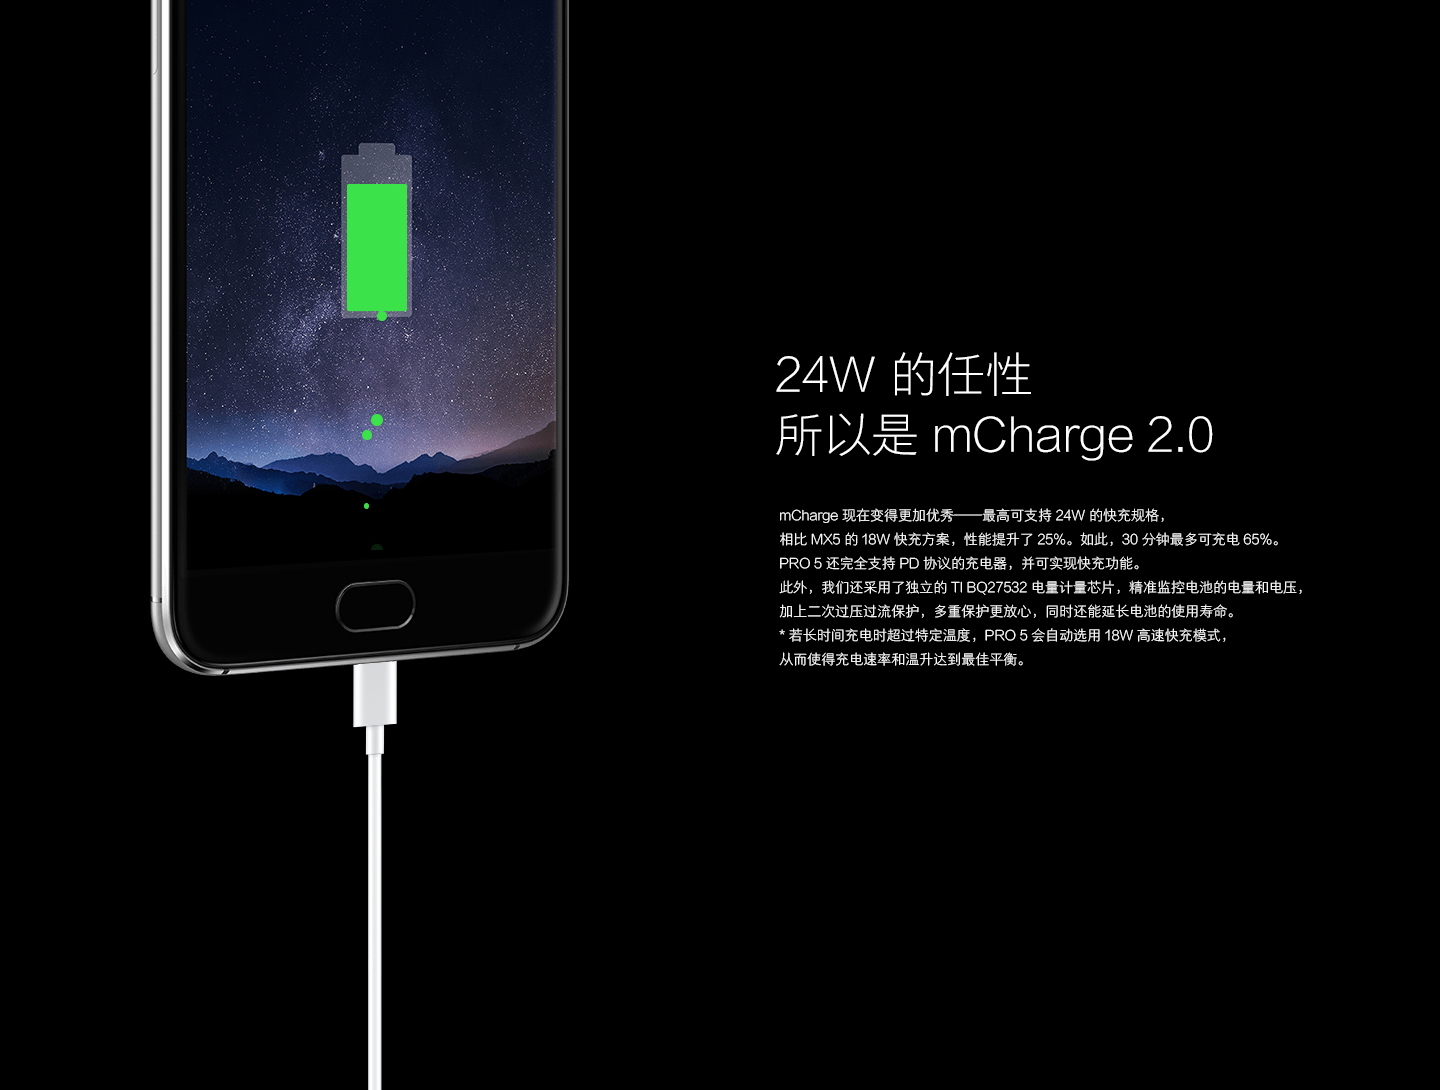 24W 的任性
所以是 mCharge 2.0
mCharge 现在变得更加优秀——最高可支持 24W 的快充规格，
相比 MX5 的 18W 快充方案，性能提升了 25%。如此，30 分钟最多可充电 65%。
PRO 5 还完全支持 PD 协议的充电器，并可实现快充功能。
此外，我们还采用了独立的 TI BQ27532 电量计量芯片，精准监控电池的电量和电压，
加上二次过压过流保护，多重保护更放心，同时还能延长电池的使用寿命。
* 若长时间充电时超过特定温度，PRO 5 会自动选用 18W 高速快充模式，
从而使得充电速率和温升达到最佳平衡。